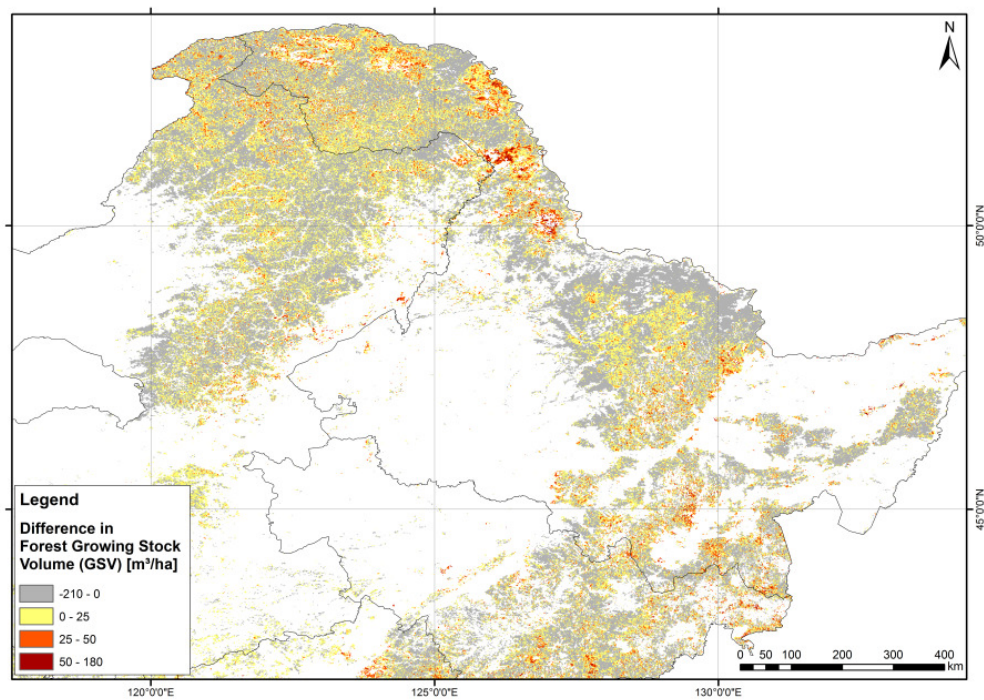 N
50°0'0"N
45°0'0"N
Legend
Difference in
Forest Growing Stock
Volume (GSV) [m³/ha]
-210 - 0
0 - 25
25 - 50
50 - 180
0 50 100 200 300 400
km
120°0'0"E 125°0'0"E 130°0'0"E